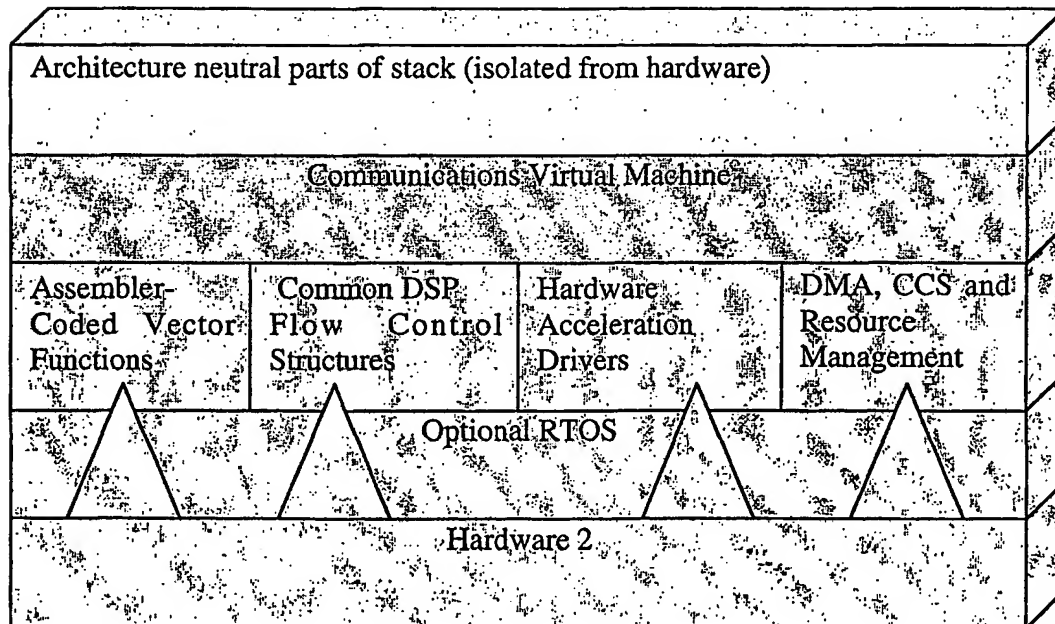 Architecture neutral parts of stack (isolated from hardware)
Communications Virtual Machine
Assembler-
Coded Vector
Functions
Common DSP
Flow Control
Structures
Hardware
Acceleration
Drivers
DMA, CCS and
Resource
Management
Optional RTOS
Hardware 2